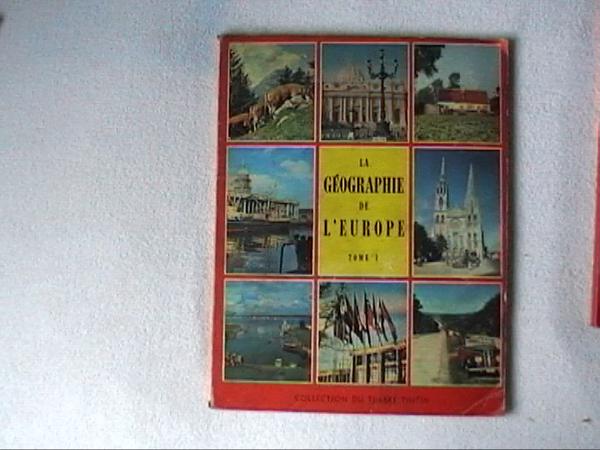 LA
GÉOGRAPHIE
DE
L'EUROPE
TOME I
COLLECTION DU TIMBRE TINTIN